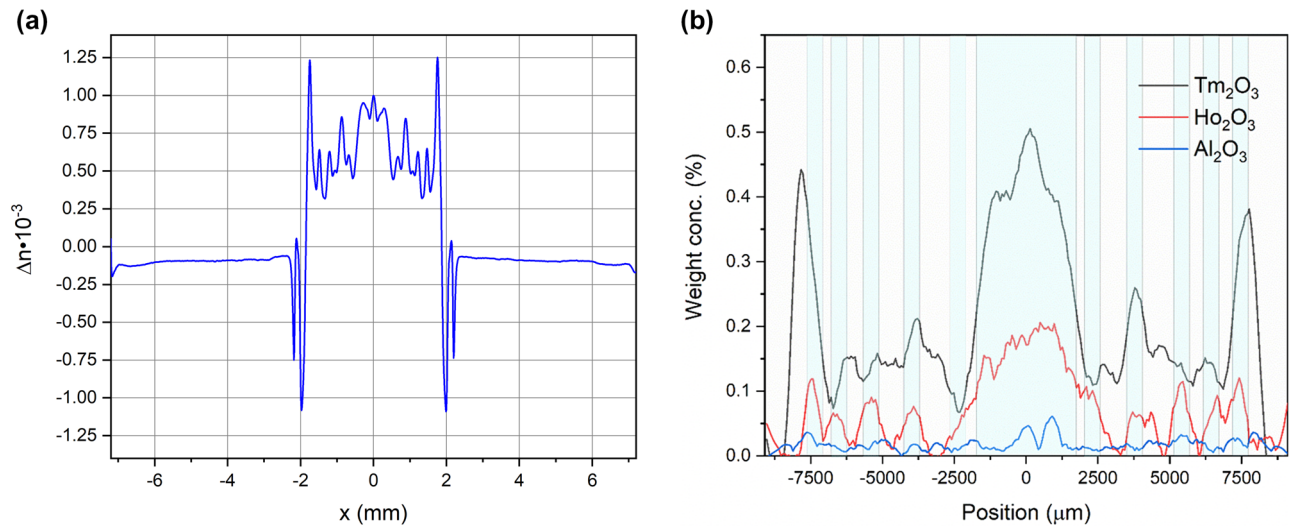 (a)
1.25
1.00
0.75
0.50
0.25
0.00
-0.25
-0.50
-0.75
-1.00
-1.25
Δn•10⁻³
-6 -4 -2 0 2 4 6
x (mm)
(b)
0.6
0.5
0.4
0.3
0.2
0.1
0.0
Weight conc. (%)
Tm₂O₃
Ho₂O₃
Al₂O₃
-7500 -5000 -2500 0 2500 5000 7500
Position (μm)